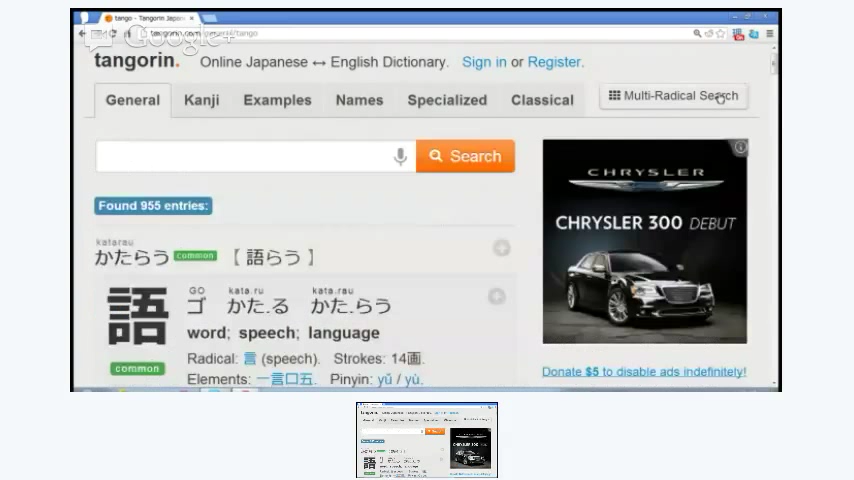 tango - Tangorin Japan
Google+
tangorin.com/general/tango
tangorin. Online Japanese ↔ English Dictionary. Sign in or Register.
General Kanji Examples Names Specialized Classical Multi-Radical Search
Search
Found 955 entries:
katarau
かたらう common 【 語らう 】
GO kata.ru kata.rau
語 ゴ かた.る かた.らう
word; speech; language
common
Radical: 言 (speech). Strokes: 14画.
Elements: 一言口五. Pinyin: yǔ / yù.
CHRYSLER
CHRYSLER 300 DEBUT
Donate $5 to disable ads indefinitely!